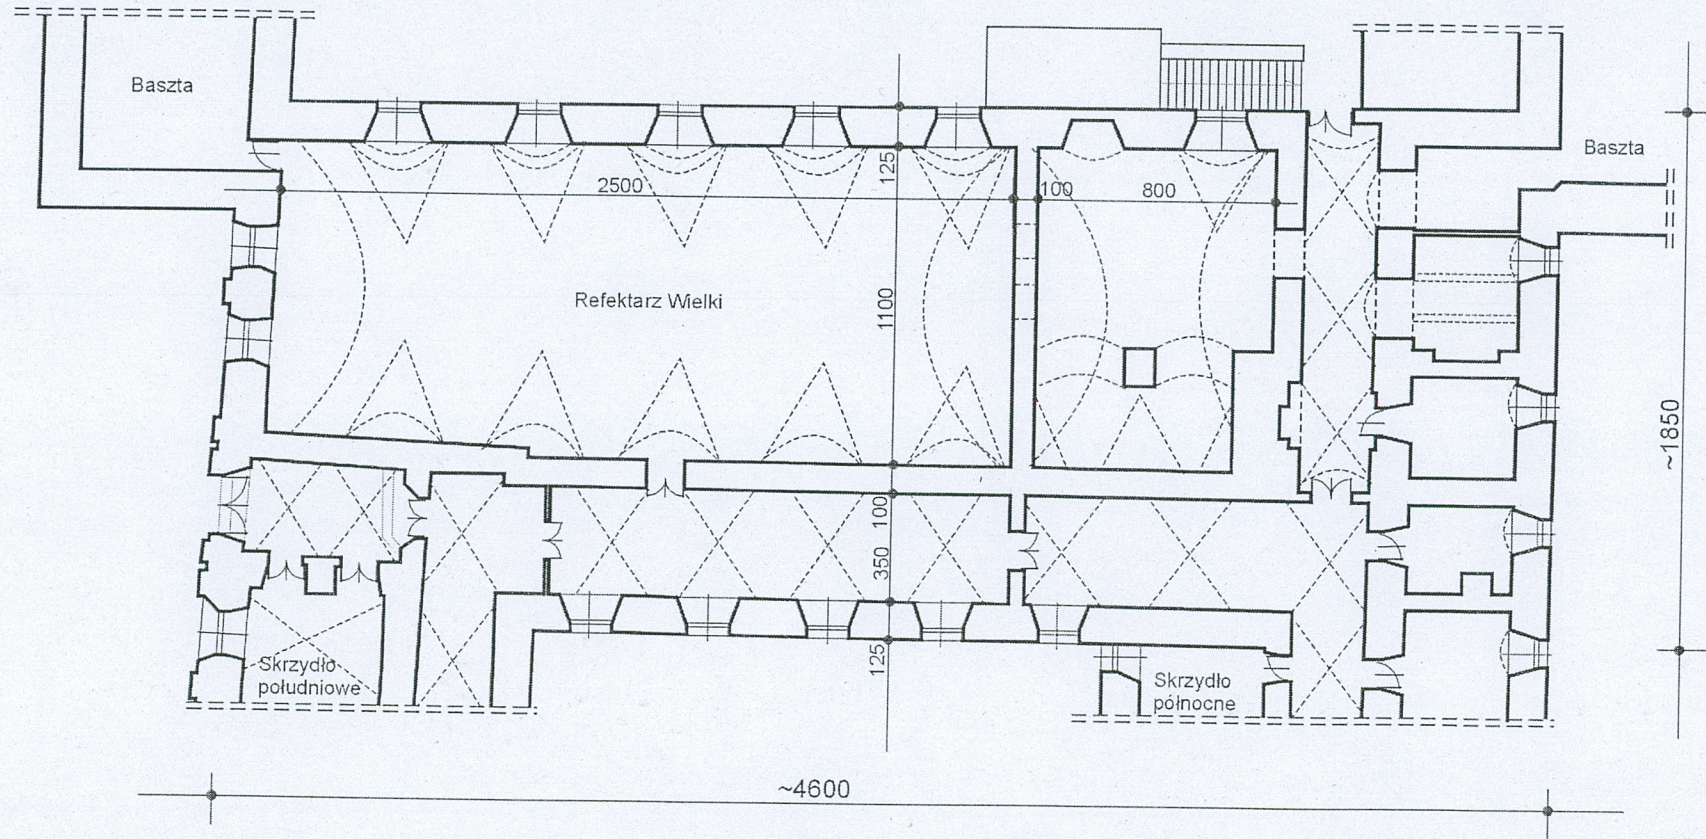 Baszta
Baszta
125
2500
100
800
Refektarz Wielki
1100
~1850
100
350
125
Skrzydło
południowe
Skrzydło
północne
~4600